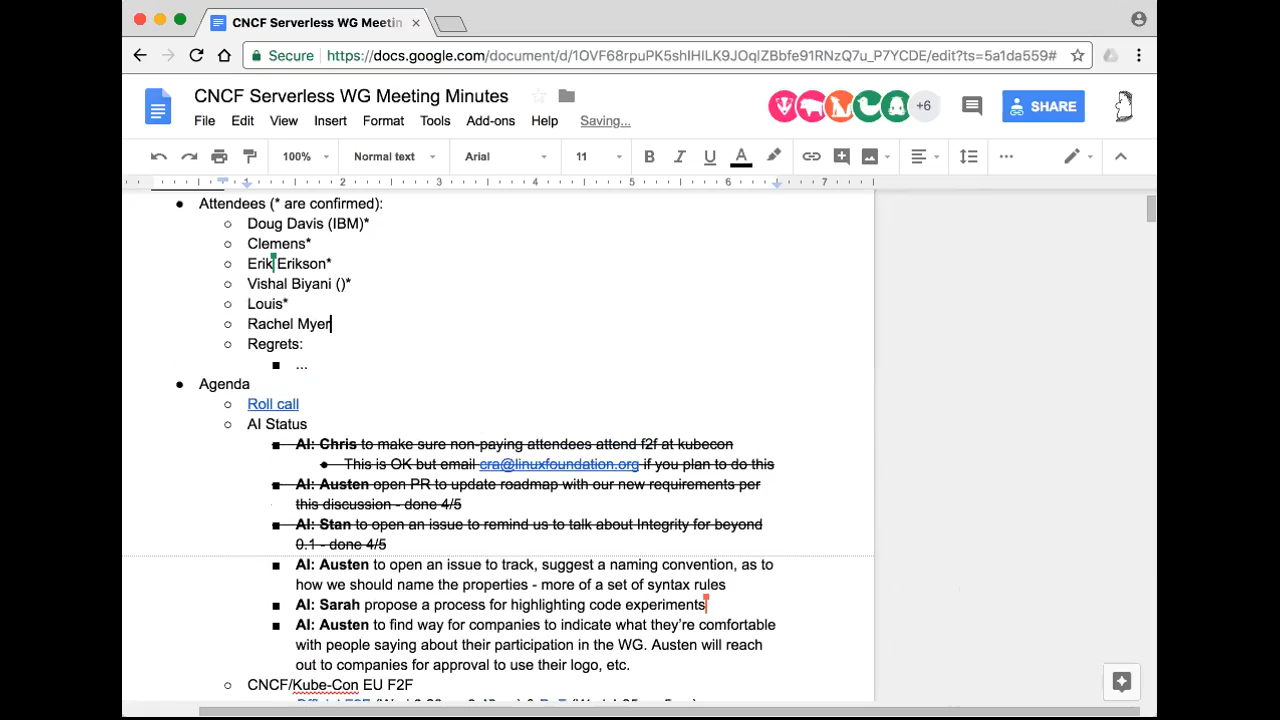 CNCF Serverless WG Meetin
Secure
https://docs.google.com/document/d/1OVF68rpuPK5shIHILK9JOqlZBbfe91RNzQ7u_P7YCDE/edit?ts=5a1da559#
CNCF Serverless WG Meeting Minutes
+6
SHARE
File Edit View Insert Format Tools Add-ons Help Saving...
100% Normal text Arial 11 B I U A
1 2 3 4 5 6 7
Attendees (* are confirmed):
Doug Davis (IBM)*
Clemens*
Erik Erikson*
Vishal Biyani ()*
Louis*
Rachel Myer
Regrets:
...
Agenda
Roll call
AI Status
AI: Chris to make sure non-paying attendees attend f2f at kubecon
This is OK but email cra@linuxfoundation.org if you plan to do this
AI: Austen open PR to update roadmap with our new requirements per
this discussion - done 4/5
AI: Stan to open an issue to remind us to talk about Integrity for beyond
0.1 - done 4/5
AI: Austen to open an issue to track, suggest a naming convention, as to
how we should name the properties - more of a set of syntax rules
AI: Sarah propose a process for highlighting code experiments
AI: Austen to find way for companies to indicate what they're comfortable
with people saying about their participation in the WG. Austen will reach
out to companies for approval to use their logo, etc.
CNCF/Kube-Con EU F2F